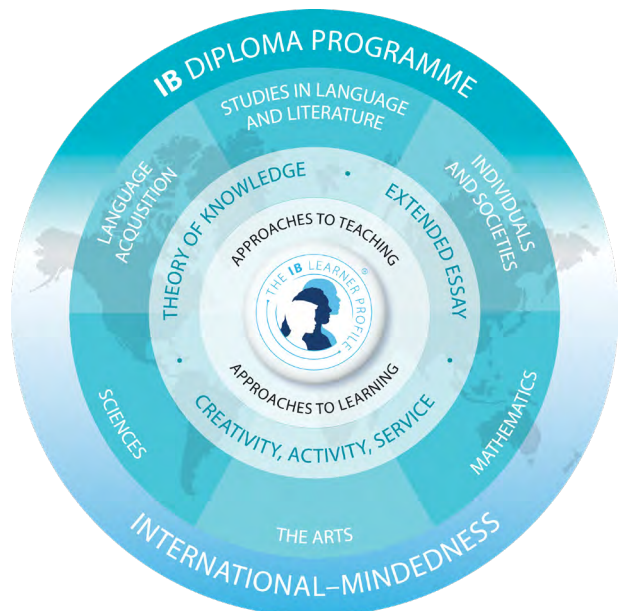 IB DIPLOMA PROGRAMME
STUDIES IN LANGUAGE
AND LITERATURE
LANGUAGE
ACQUISITION
INDIVIDUALS
AND SOCIETIES
THEORY OF KNOWLEDGE
•
EXTENDED ESSAY
APPROACHES TO TEACHING
THE IB LEARNER PROFILE
®
APPROACHES TO LEARNING
•
CREATIVITY, ACTIVITY, SERVICE
•
SCIENCES
MATHEMATICS
THE ARTS
INTERNATIONAL–MINDEDNESS